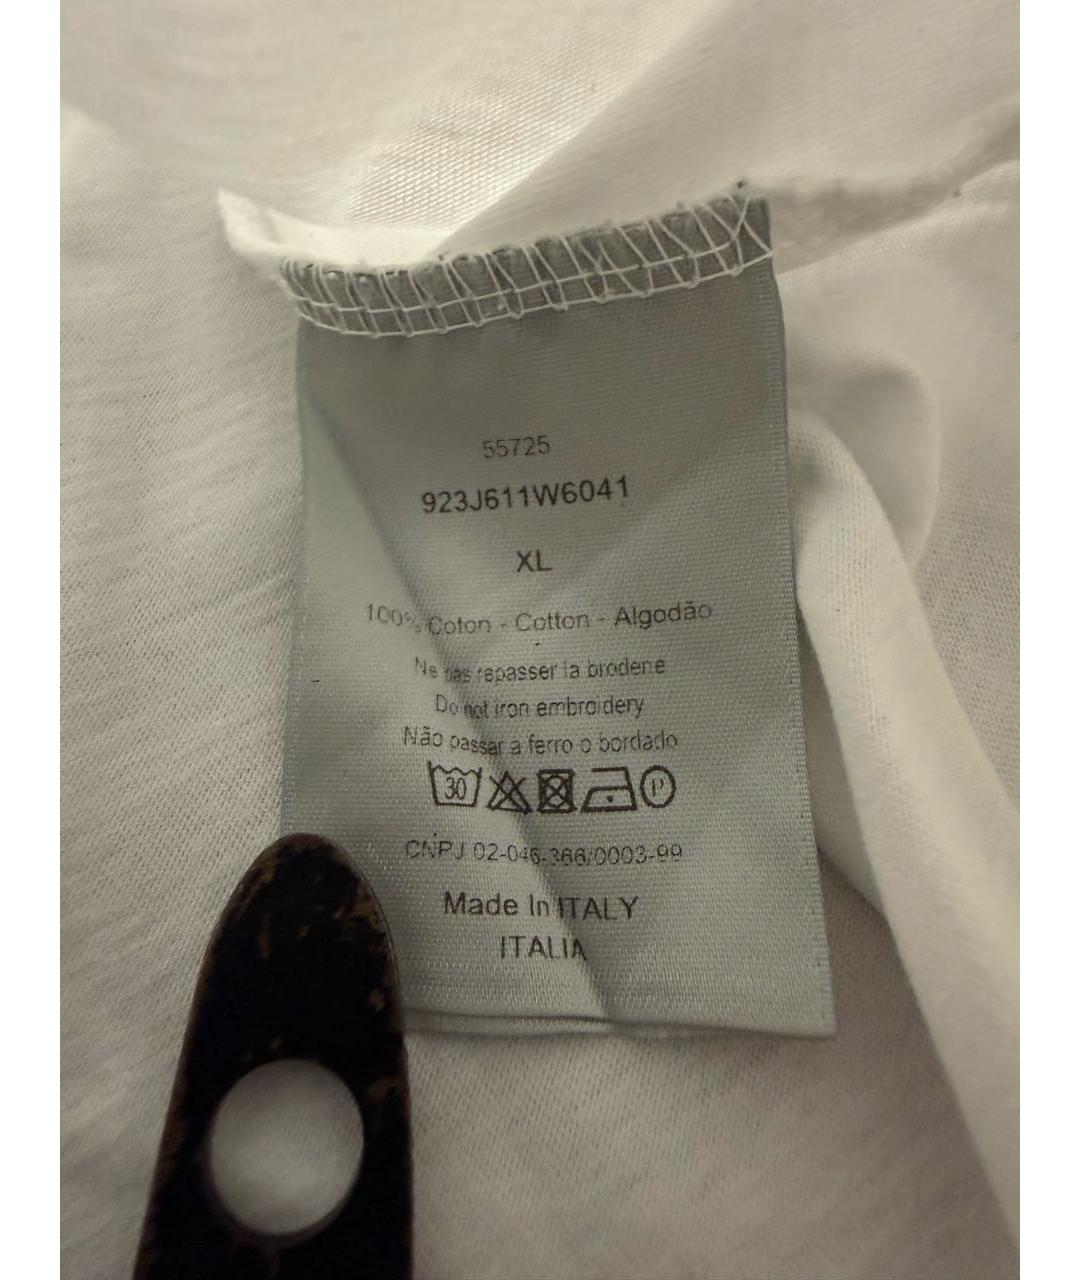 55725
923J611W6041
XL
100% Coton - Cotton - Algodão
Ne pas repasser la broderie
Do not iron embroidery
Não passar a ferro o bordado
30 P
CNPJ 02-046-366/0003-99
Made In ITALY
ITALIA